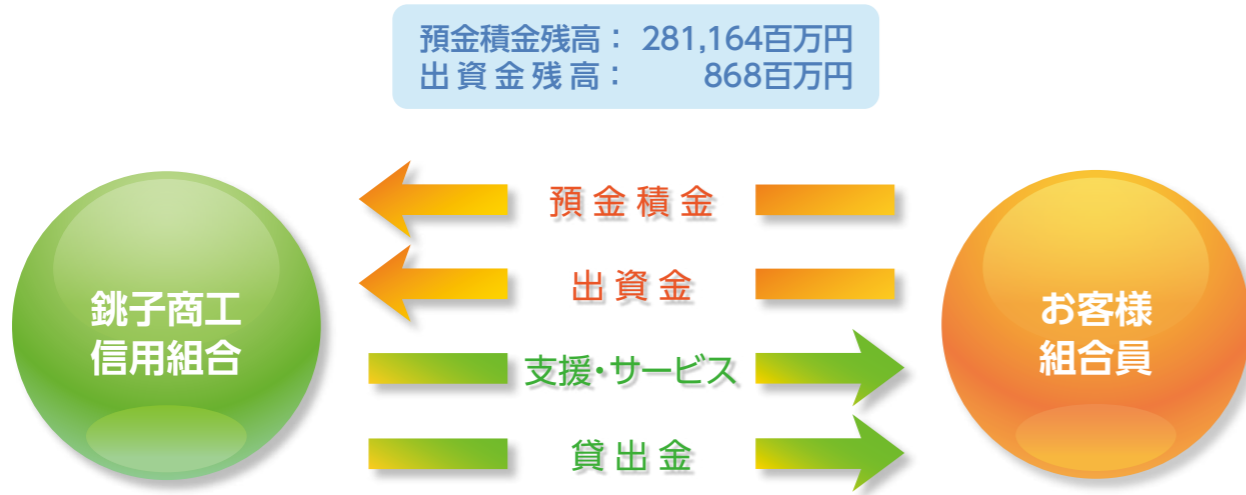 預金積金残高： 281,164百万円
出資金残高： 868百万円
預金積金
出資金
銚子商工
信用組合
お客様
組合員
支援・サービス
貸出金